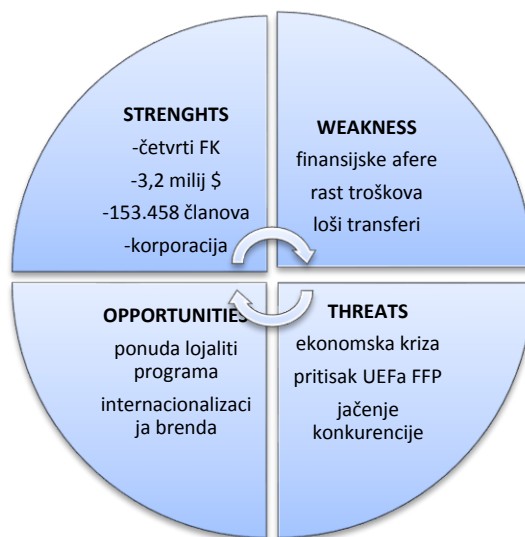 STRENGHTS
-četvrti FK
-3,2 milij $
-153.458 članova
-korporacija
WEAKNESS
finansijske afere
rast troškova
loši transferi
OPPORTUNITIES
ponuda lojaliti
programa
internacionalizaci
ja brenda
THREATS
ekonomska kriza
pritisak UEFa FFP
jačenje
konkurencije